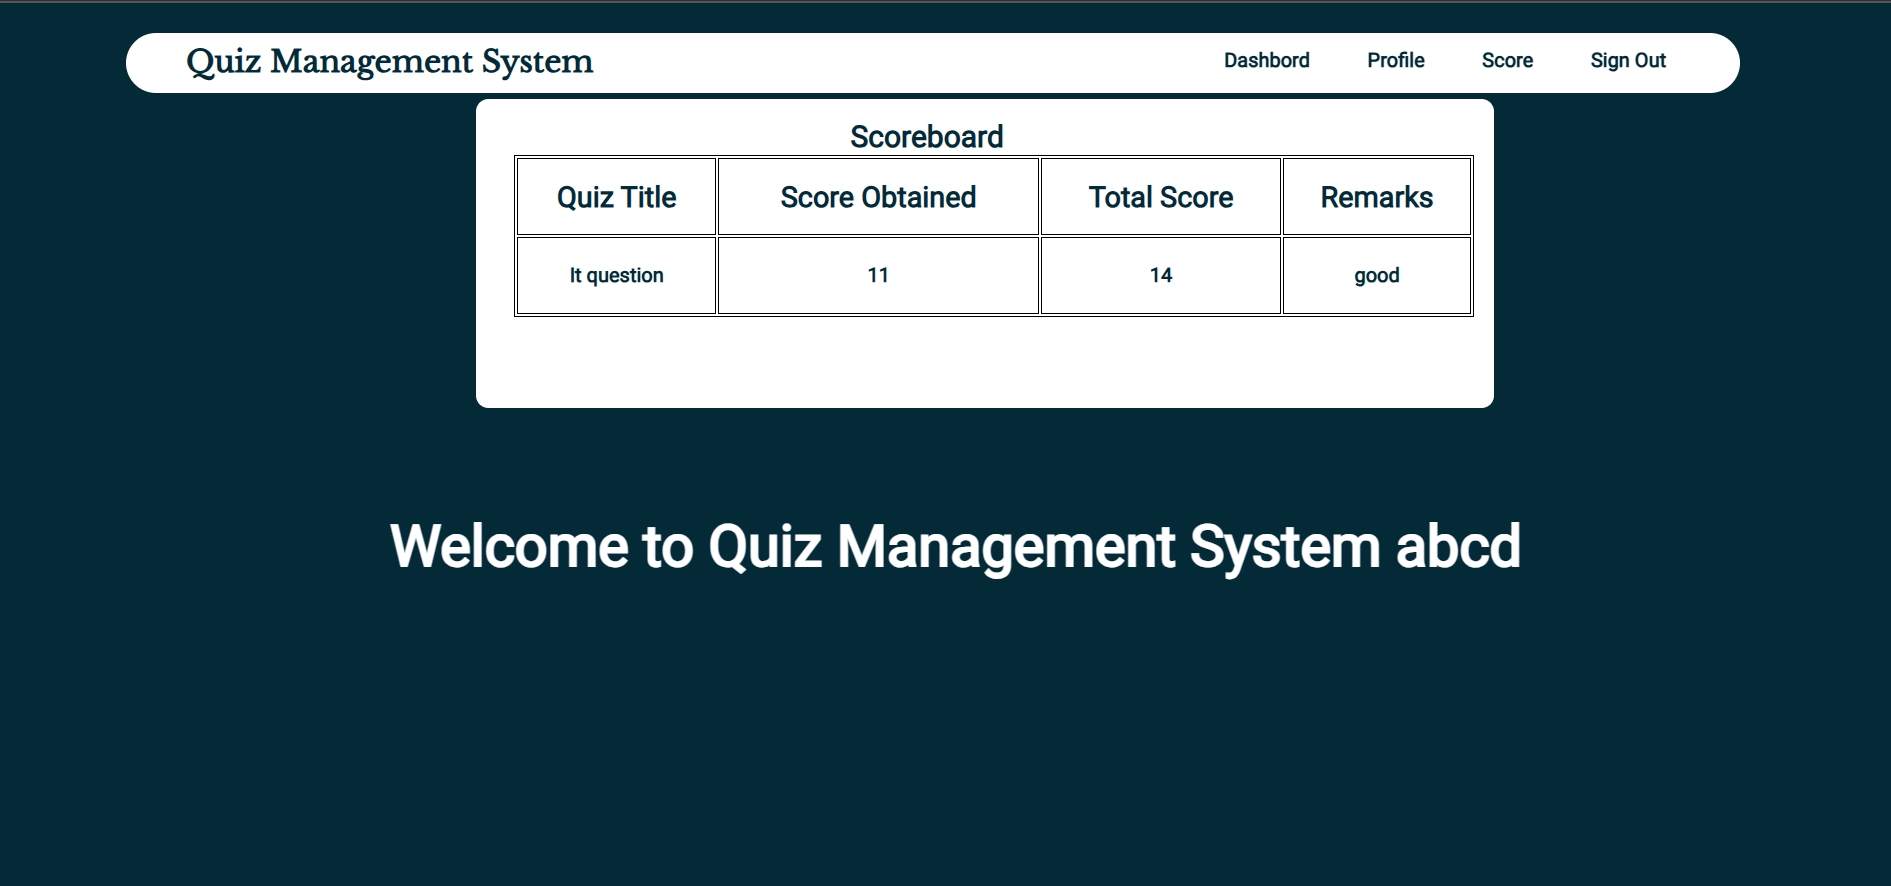 Quiz Management System Dashbord Profile Score Sign Out
Scoreboard
Quiz Title Score Obtained Total Score Remarks
It question 11 14 good
Welcome to Quiz Management System abcd